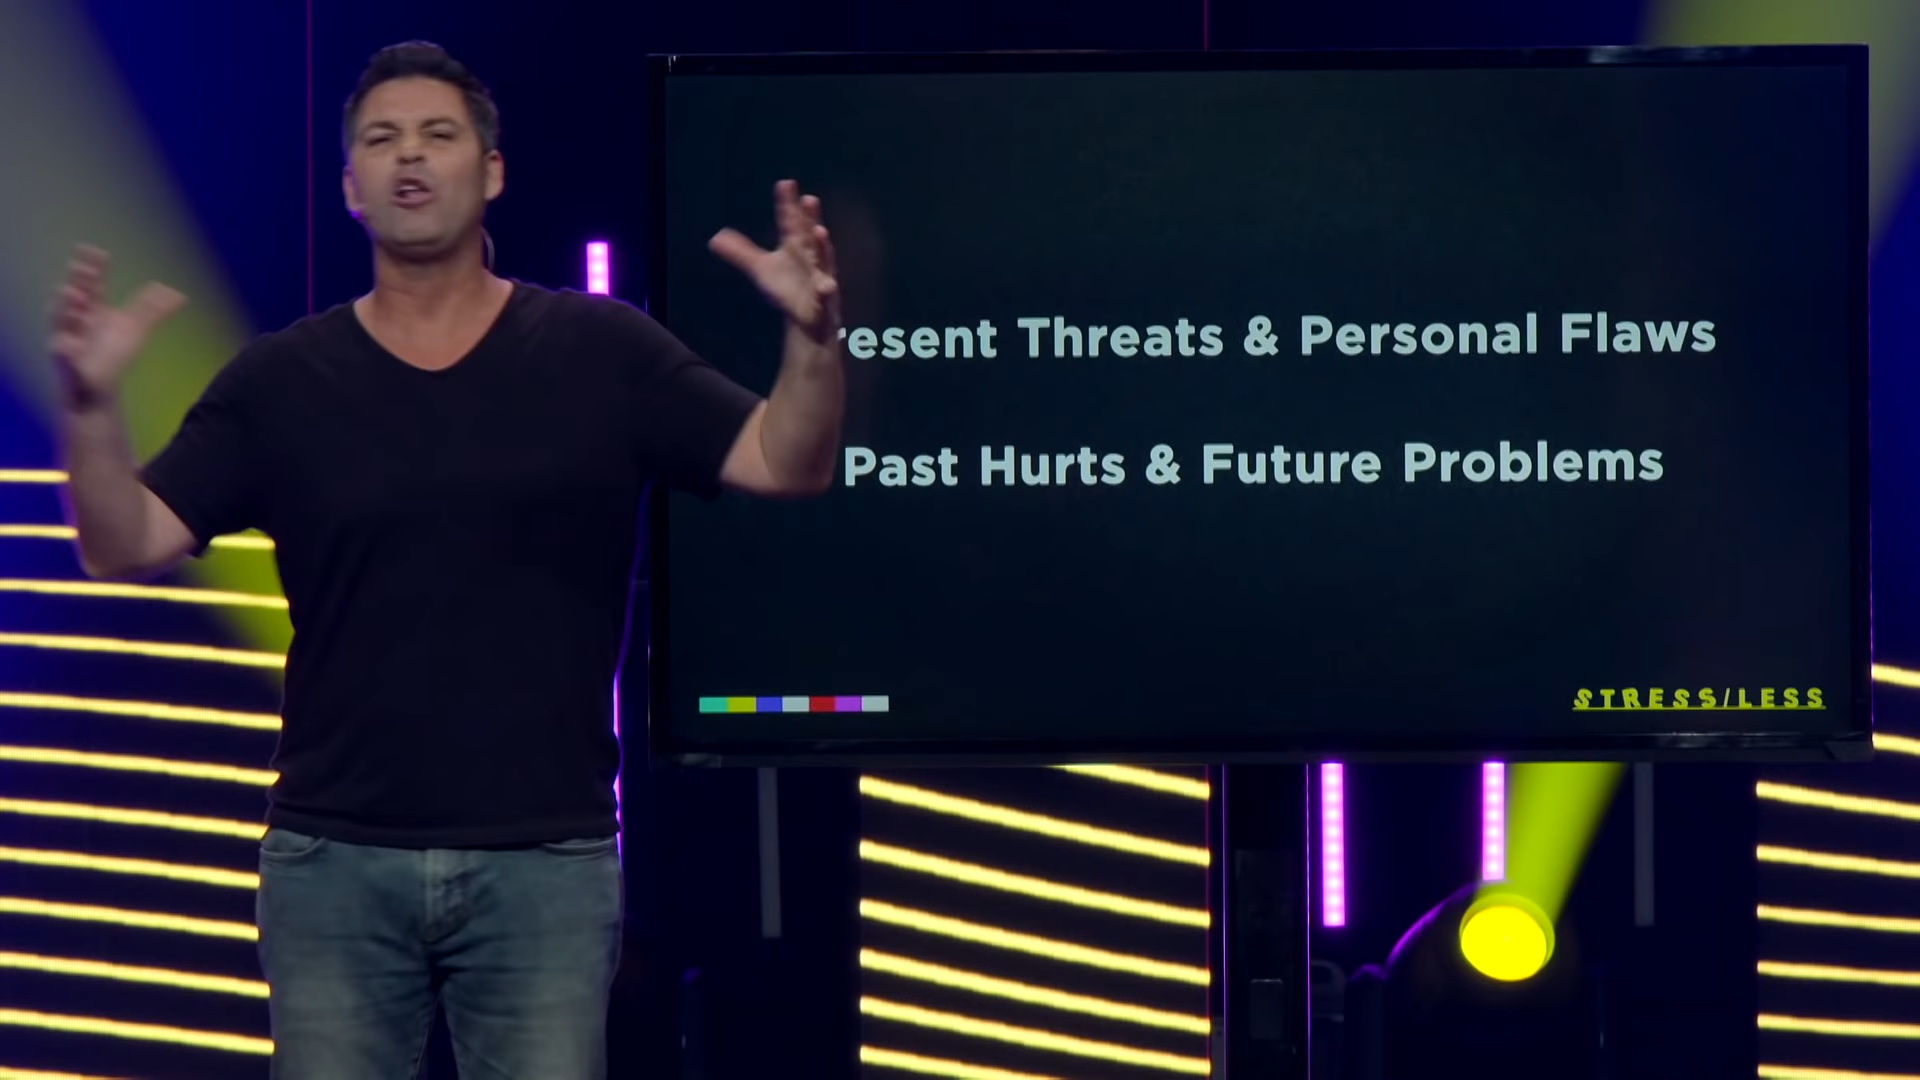 resent Threats & Personal Flaws
Past Hurts & Future Problems
STRESS/LESS